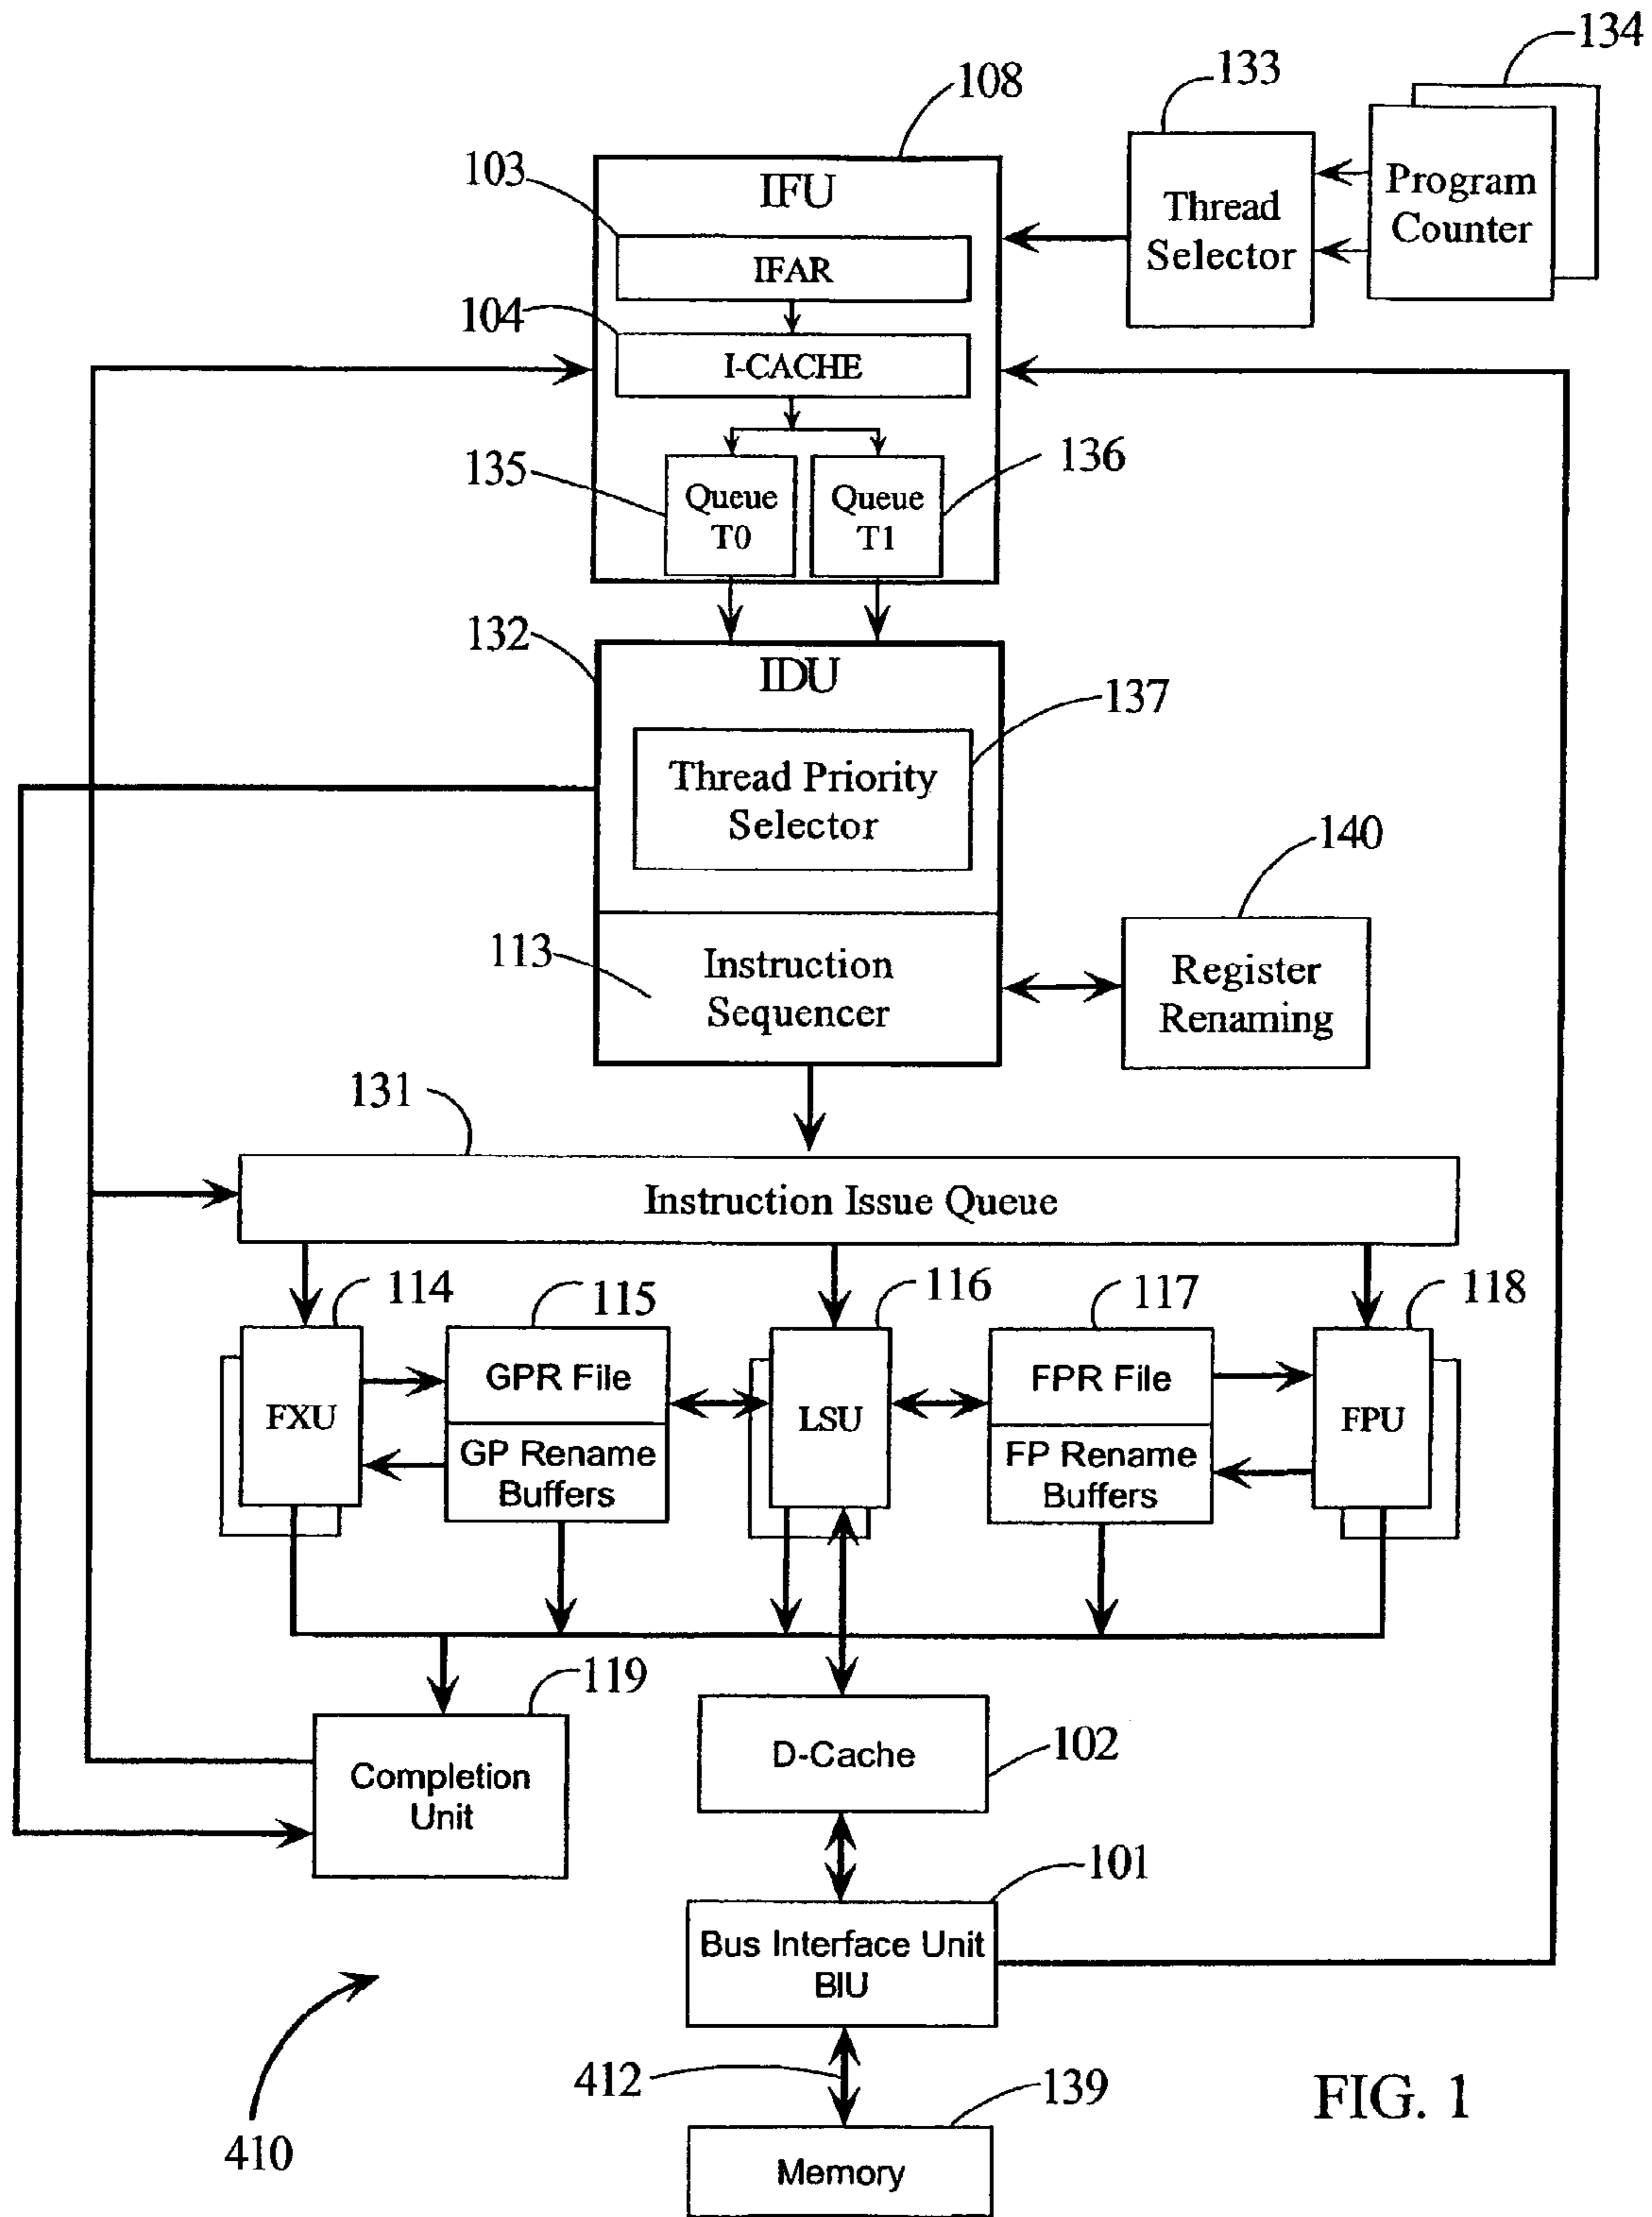 134
133
108
103
IFU
Program
Counter
Thread
Selector
IFAR
104
I-CACHE
135
136
Queue
T0
Queue
T1
132
IDU
137
Thread Priority
Selector
140
113
Instruction
Sequencer
Register
Renaming
131
Instruction Issue Queue
114
115
116
117
118
FXU
GPR File
GP Rename
Buffers
LSU
FPR File
FP Rename
Buffers
FPU
119
Completion
Unit
D-Cache
102
101
Bus Interface Unit
BIU
412
139
410
Memory
FIG. 1